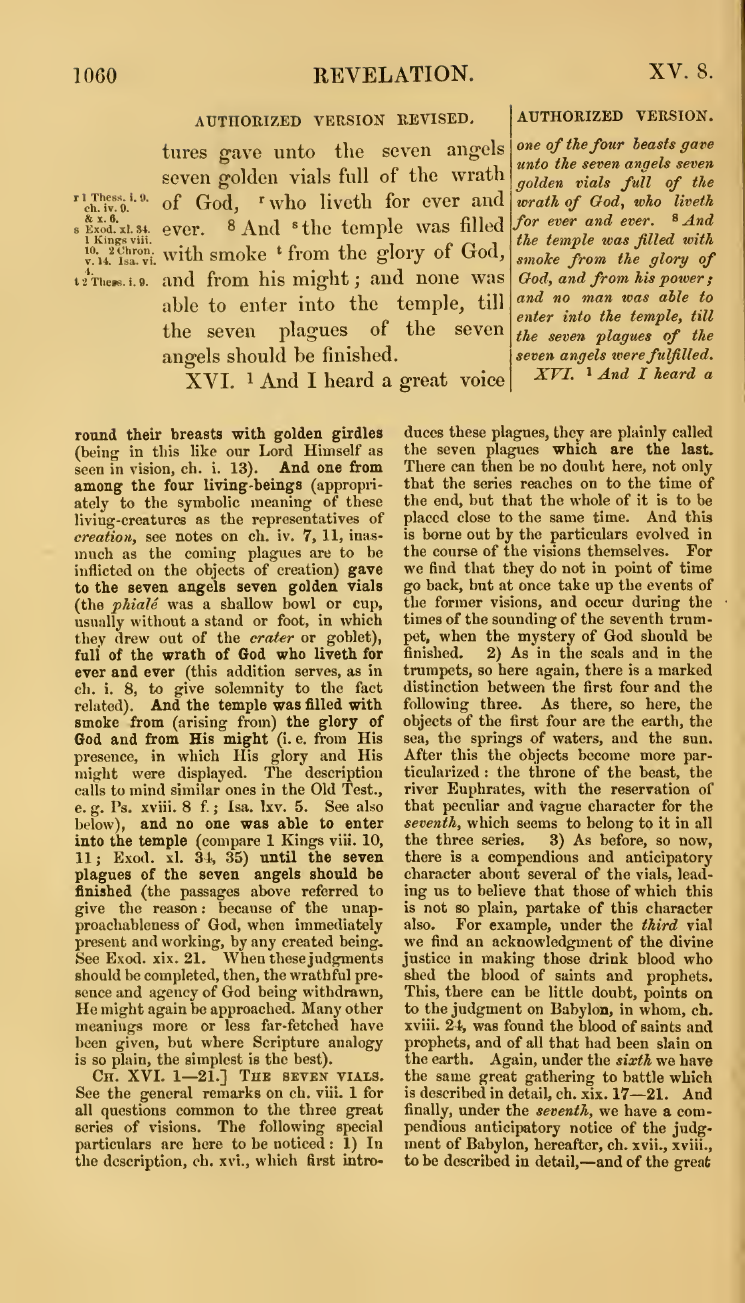 1060 REVELATION. XV. 8.
AUTHORIZED VERSION REVISED.
tures gave unto the seven angels
seven golden vials full of the wrath
of God, r who liveth for ever and
ever. 8 And s the temple was filled
with smoke t from the glory of God,
and from his might; and none was
able to enter into the temple, till
the seven plagues of the seven
angels should be finished.
XVI. 1 And I heard a great voice
r 1 Thess. i. 9.
ch. iv. 9.
& x. 6.
s Exod. xl. 34.
1 Kings viii.
10. 2 Chron.
v. 14. Isa. vi.
4.
t 2 Thess. i. 9.
AUTHORIZED VERSION.
one of the four beasts gave
unto the seven angels seven
golden vials full of the
wrath of God, who liveth
for ever and ever. 8 And
the temple was filled with
smoke from the glory of
God, and from his power;
and no man was able to
enter into the temple, till
the seven plagues of the
seven angels were fulfilled.
XVI. 1 And I heard a
round their breasts with golden girdles
(being in this like our Lord Himself as
seen in vision, ch. i. 13). And one from
among the four living-beings (appropri-
ately to the symbolic meaning of these
living-creatures as the representatives of
creation, see notes on ch. iv. 7, 11, inas-
much as the coming plagues are to be
inflicted on the objects of creation) gave
to the seven angels seven golden vials
(the phialé was a shallow bowl or cup,
usually without a stand or foot, in which
they drew out of the crater or goblet),
full of the wrath of God who liveth for
ever and ever (this addition serves, as in
ch. i. 8, to give solemnity to the fact
related). And the temple was filled with
smoke from (arising from) the glory of
God and from His might (i. e. from His
presence, in which His glory and His
might were displayed. The description
calls to mind similar ones in the Old Test.,
e. g. Ps. xviii. 8 f.; Isa. lxv. 5. See also
below), and no one was able to enter
into the temple (compare 1 Kings viii. 10,
11; Exod. xl. 34, 35) until the seven
plagues of the seven angels should be
finished (the passages above referred to
give the reason: because of the unap-
proachableness of God, when immediately
present and working, by any created being.
See Exod. xix. 21. When these judgments
should be completed, then, the wrathful pre-
sence and agency of God being withdrawn,
He might again be approached. Many other
meanings more or less far-fetched have
been given, but where Scripture analogy
is so plain, the simplest is the best).
CH. XVI. 1—21.] THE SEVEN VIALS.
See the general remarks on ch. viii. 1 for
all questions common to the three great
series of visions. The following special
particulars are here to be noticed: 1) In
the description, ch. xvi., which first intro-
duces these plagues, they are plainly called
the seven plagues which are the last.
There can then be no doubt here, not only
that the series reaches on to the time of
the end, but that the whole of it is to be
placed close to the same time. And this
is borne out by the particulars evolved in
the course of the visions themselves. For
we find that they do not in point of time
go back, but at once take up the events of
the former visions, and occur during the
times of the sounding of the seventh trum-
pet, when the mystery of God should be
finished. 2) As in the seals and in the
trumpets, so here again, there is a marked
distinction between the first four and the
following three. As there, so here, the
objects of the first four are the earth, the
sea, the springs of waters, and the sun.
After this the objects become more par-
ticularized: the throne of the beast, the
river Euphrates, with the reservation of
that peculiar and vague character for the
seventh, which seems to belong to it in all
the three series. 3) As before, so now,
there is a compendious and anticipatory
character about several of the vials, lead-
ing us to believe that those of which this
is not so plain, partake of this character
also. For example, under the third vial
we find an acknowledgment of the divine
justice in making those drink blood who
shed the blood of saints and prophets.
This, there can be little doubt, points on
to the judgment on Babylon, in whom, ch.
xviii. 24, was found the blood of saints and
prophets, and of all that had been slain on
the earth. Again, under the sixth we have
the same great gathering to battle which
is described in detail, ch. xix. 17—21. And
finally, under the seventh, we have a com-
pendious anticipatory notice of the judg-
ment of Babylon, hereafter, ch. xvii., xviii.,
to be described in detail,—and of the great